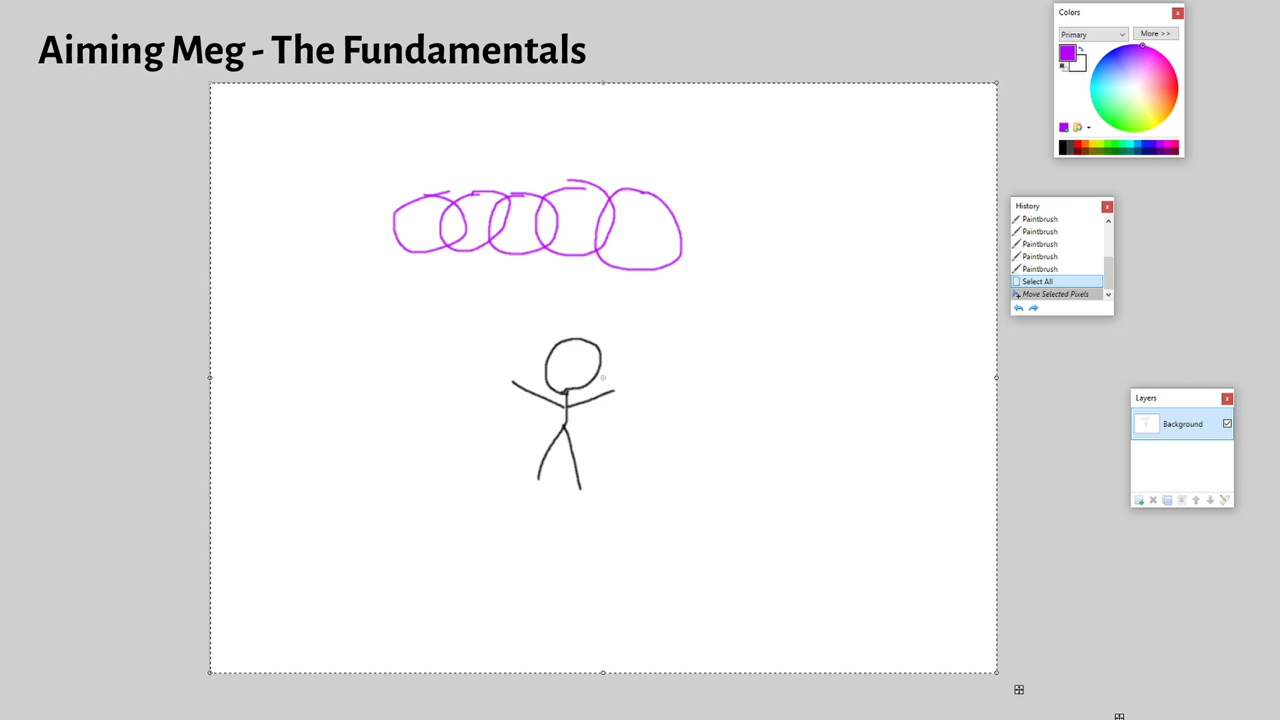 Aiming Meg - The Fundamentals
Colors
Primary
More >>
History
Paintbrush
Paintbrush
Paintbrush
Paintbrush
Paintbrush
Select All
Move Selected Pixels
Layers
Background